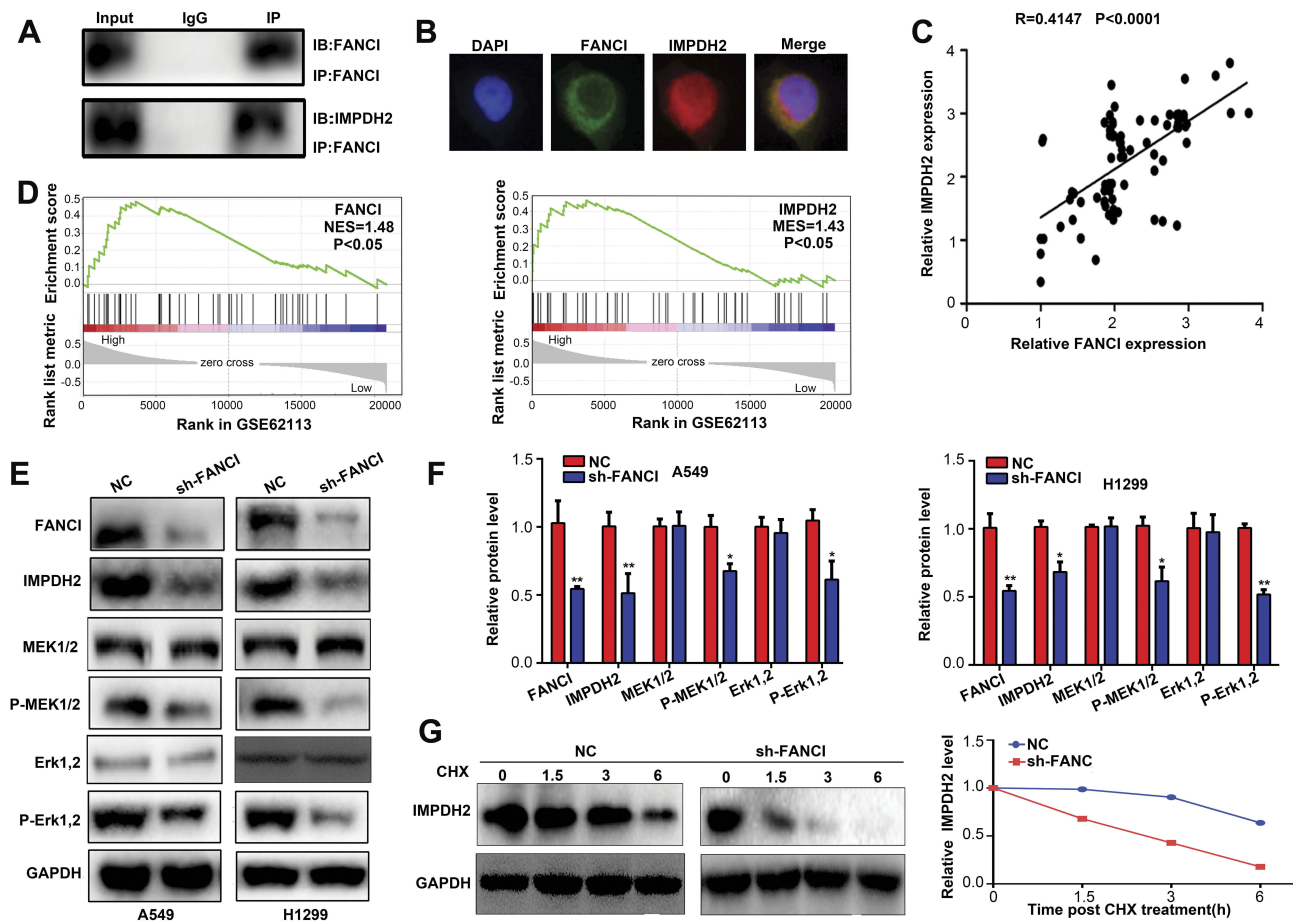 A
Input IgG IP
IB:FANCI
IP:FANCI
IB:IMPDH2
IP:FANCI
B
DAPI FANCI IMPDH2 Merge
C
R=0.4147 P<0.0001
Relative IMPDH2 expression
4
3
2
1
0
0 1 2 3 4
Relative FANCI expression
D
Enrichment score
0.5
0.4
0.3
0.2
0.1
0.0
FANCI
NES=1.48
P<0.05
Rank list metric
0.5
0.0
-0.5
High
zero cross
Low
0 5000 10000 15000 20000
Rank in GSE62113
Enrichment score
0.5
0.4
0.3
0.2
0.1
0.0
IMPDH2
MES=1.43
P<0.05
Rank list metric
0.5
0.0
-0.5
High
zero cross
Low
0 5000 10000 15000 20000
Rank in GSE62113
E
NC sh-FANCI NC sh-FANCI
FANCI
IMPDH2
MEK1/2
P-MEK1/2
Erk1,2
P-Erk1,2
GAPDH
A549 H1299
F
Relative protein level
1.5
1.0
0.5
0.0
NC
sh-FANCI
A549
** ** * *
FANCI IMPDH2 MEK1/2 P-MEK1/2 Erk1,2 P-Erk1,2
Relative protein level
1.5
1.0
0.5
0.0
NC
sh-FANCI
H1299
** * * **
FANCI IMPDH2 MEK1/2 P-MEK1/2 Erk1,2 P-Erk1,2
G
NC sh-FANCI
CHX 0 1.5 3 6 0 1.5 3 6
IMPDH2
GAPDH
Relative IMPDH2 level
1.5
1.0
0.5
0.0
NC
sh-FANC
0 1.5 3 6
Time post CHX treatment(h)